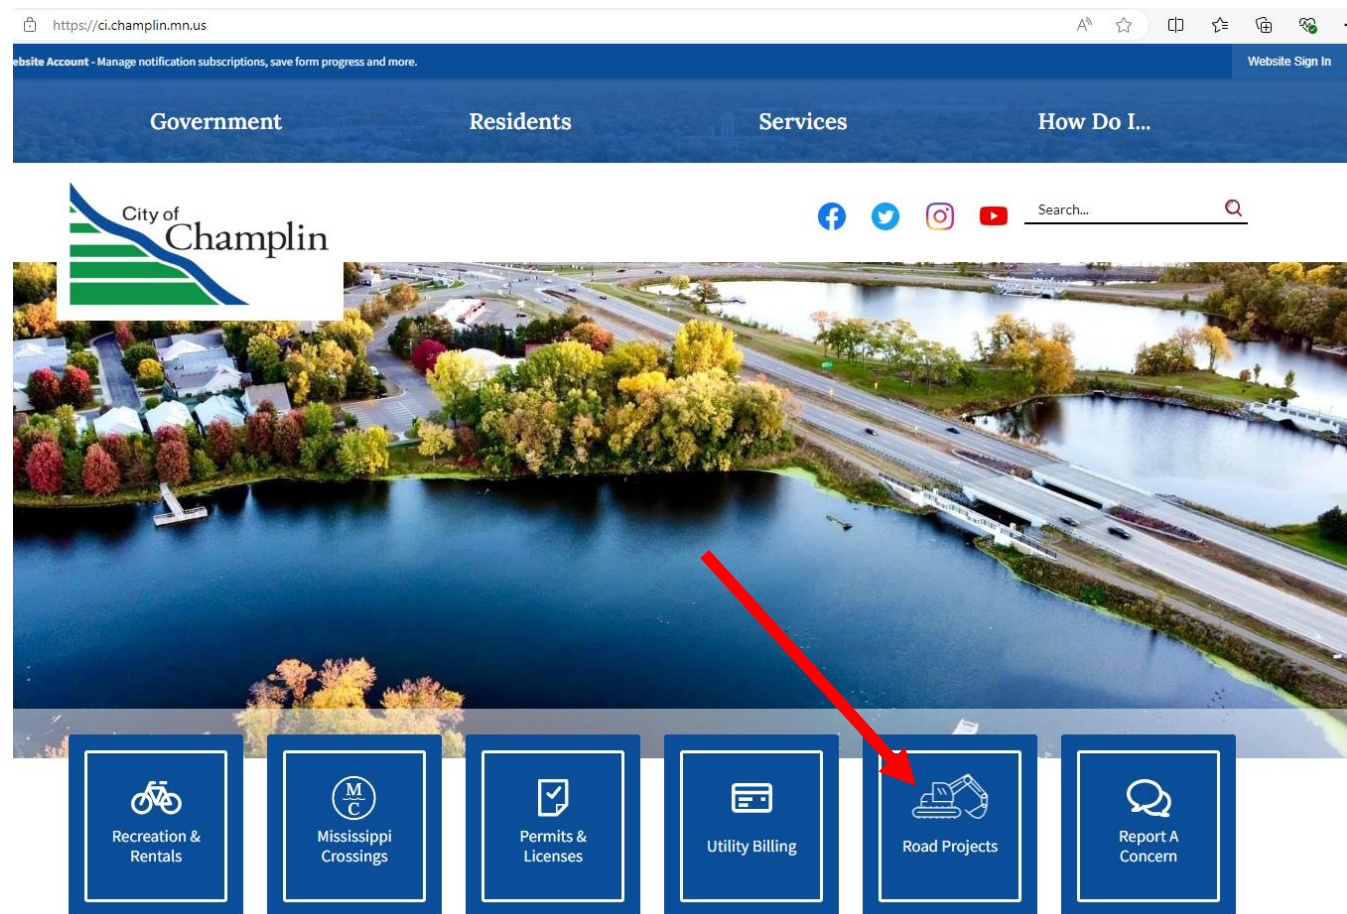 https://ci.champlin.mn.us
ebsite Account - Manage notification subscriptions, save form progress and more.
Website Sign In
Government
Residents
Services
How Do I...
City of
Champlin
Search...
Recreation &
Rentals
M
C
Mississippi
Crossings
Permits &
Licenses
Utility Billing
Road Projects
Report A
Concern